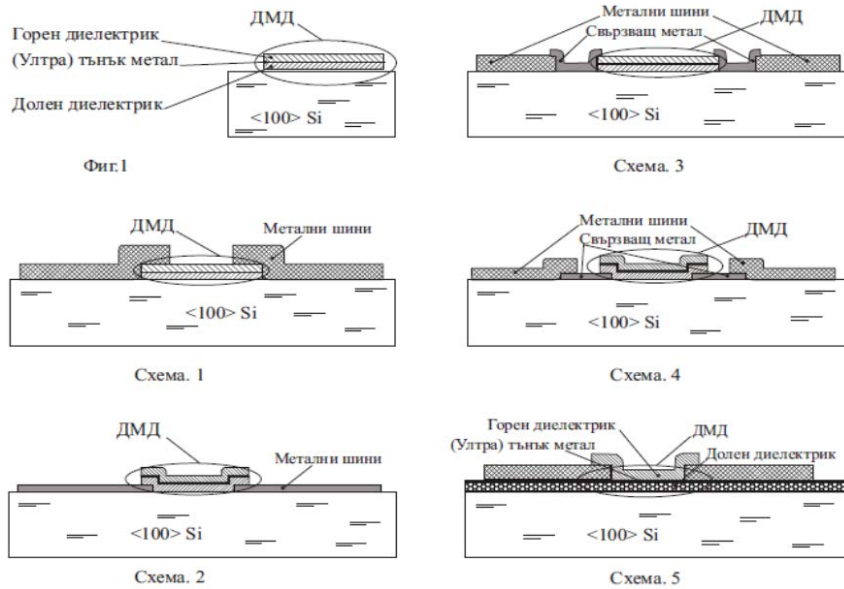 ДМД
Горен диелектрик
(Ултра) тънък метал
Долен диелектрик
<100> Si
Фиг.1
Метални шини
ДМД
Свързващ метал
<100> Si
Схема. 3
ДМД
Метални шини
<100> Si
Схема. 1
Метални шини
ДМД
Свързващ метал
<100> Si
Схема. 4
ДМД
Метални шини
<100> Si
Схема. 2
Горен диелектрик
ДМД
(Ултра) тънък метал
Долен диелектрик
<100> Si
Схема. 5